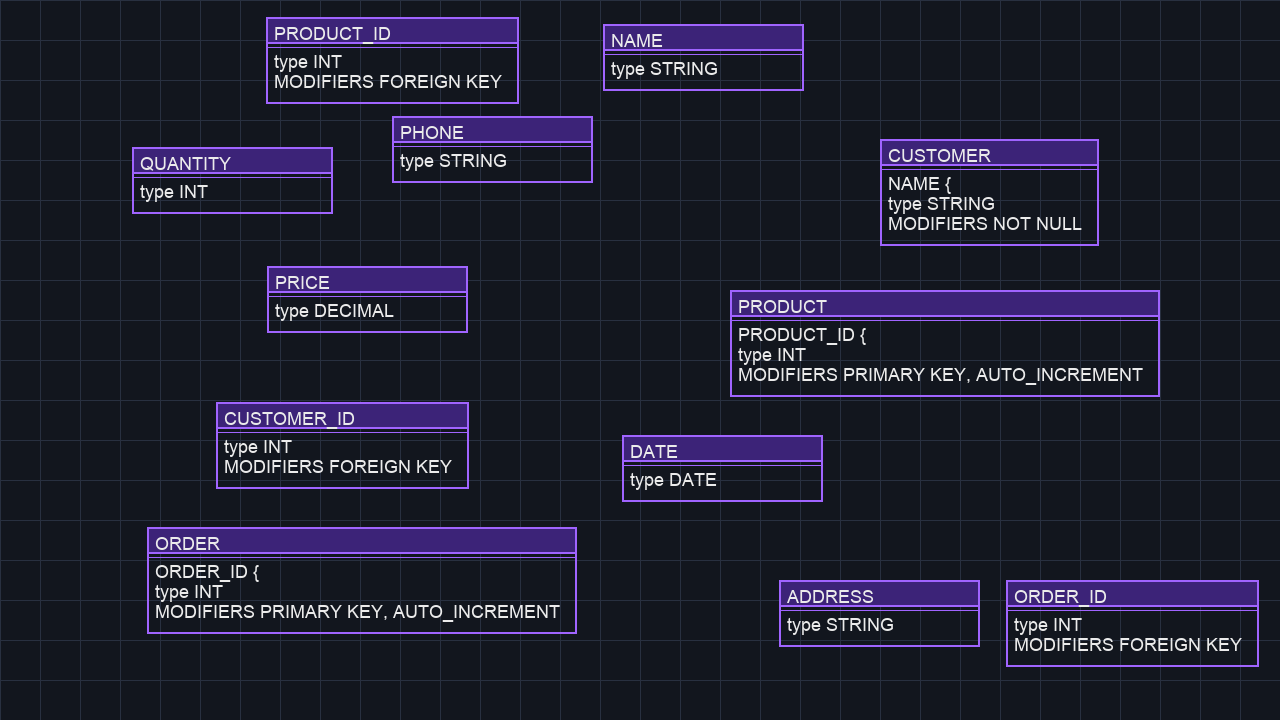 PRODUCT_ID
type INT
MODIFIERS FOREIGN KEY
NAME
type STRING
PHONE
type STRING
QUANTITY
type INT
CUSTOMER
NAME {
type STRING
MODIFIERS NOT NULL
PRICE
type DECIMAL
PRODUCT
PRODUCT_ID {
type INT
MODIFIERS PRIMARY KEY, AUTO_INCREMENT
CUSTOMER_ID
type INT
MODIFIERS FOREIGN KEY
DATE
type DATE
ORDER
ORDER_ID {
type INT
MODIFIERS PRIMARY KEY, AUTO_INCREMENT
ADDRESS
type STRING
ORDER_ID
type INT
MODIFIERS FOREIGN KEY